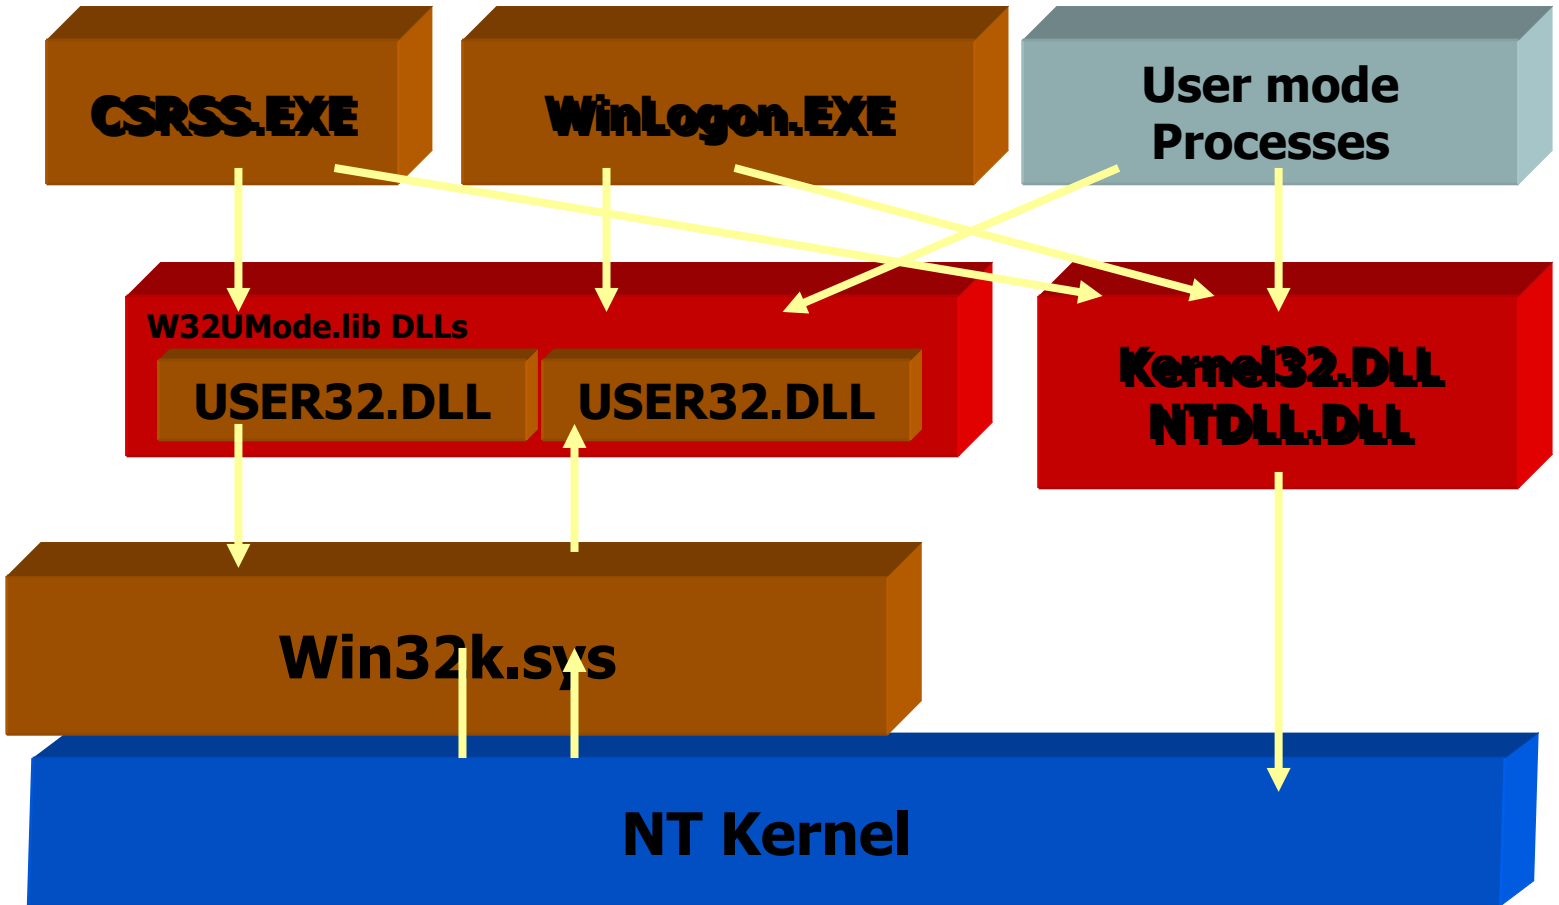 CSRSS.EXE
WinLogon.EXE
User mode
Processes
W32UMode.lib DLLs
USER32.DLL
USER32.DLL
Kernel32.DLL
NTDLL.DLL
Win32k.sys
NT Kernel